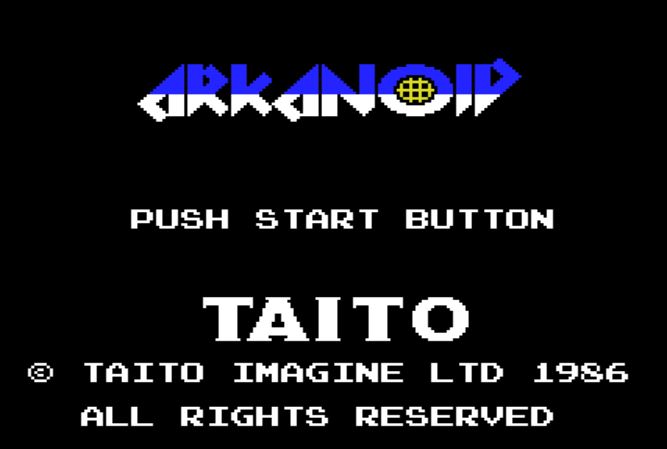 ARKANOID
PUSH START BUTTON
TAITO
© TAITO IMAGINE LTD 1986
ALL RIGHTS RESERVED